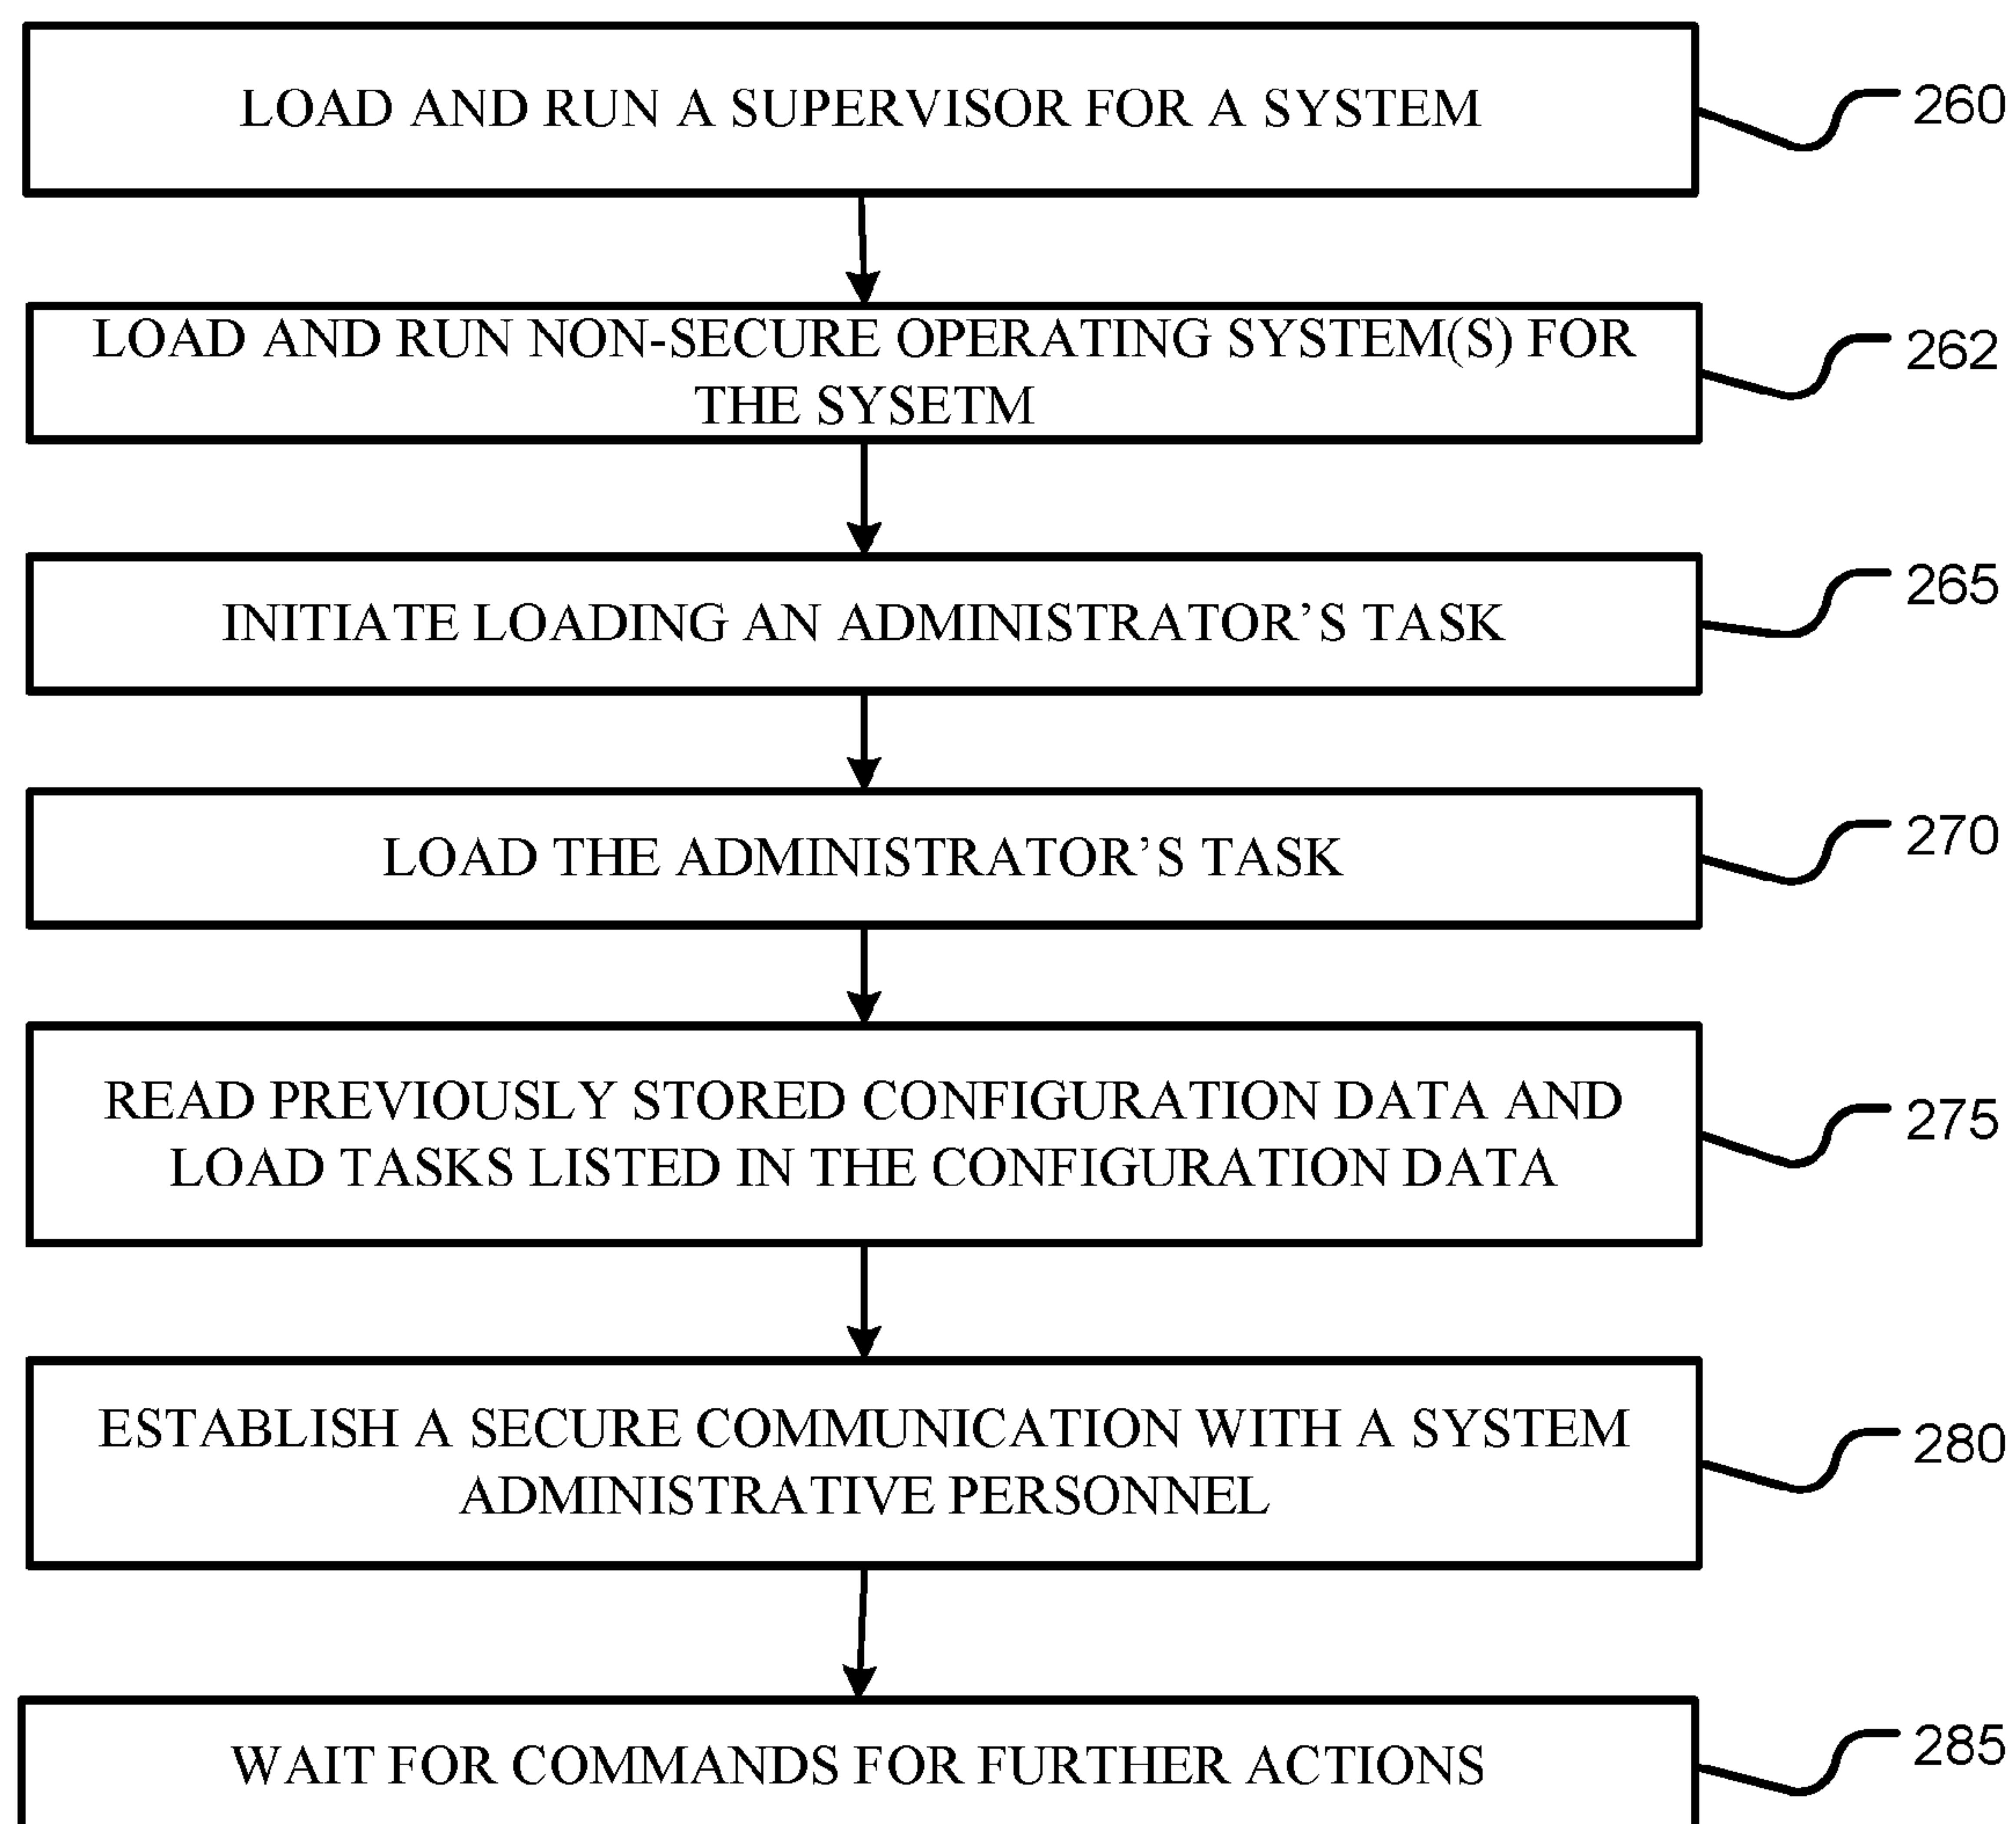 LOAD AND RUN A SUPERVISOR FOR A SYSTEM
260
LOAD AND RUN NON-SECURE OPERATING SYSTEM(S) FOR
THE SYSETM
262
INITIATE LOADING AN ADMINISTRATOR’S TASK
265
LOAD THE ADMINISTRATOR’S TASK
270
READ PREVIOUSLY STORED CONFIGURATION DATA AND
LOAD TASKS LISTED IN THE CONFIGURATION DATA
275
ESTABLISH A SECURE COMMUNICATION WITH A SYSTEM
ADMINISTRATIVE PERSONNEL
280
WAIT FOR COMMANDS FOR FURTHER ACTIONS
285